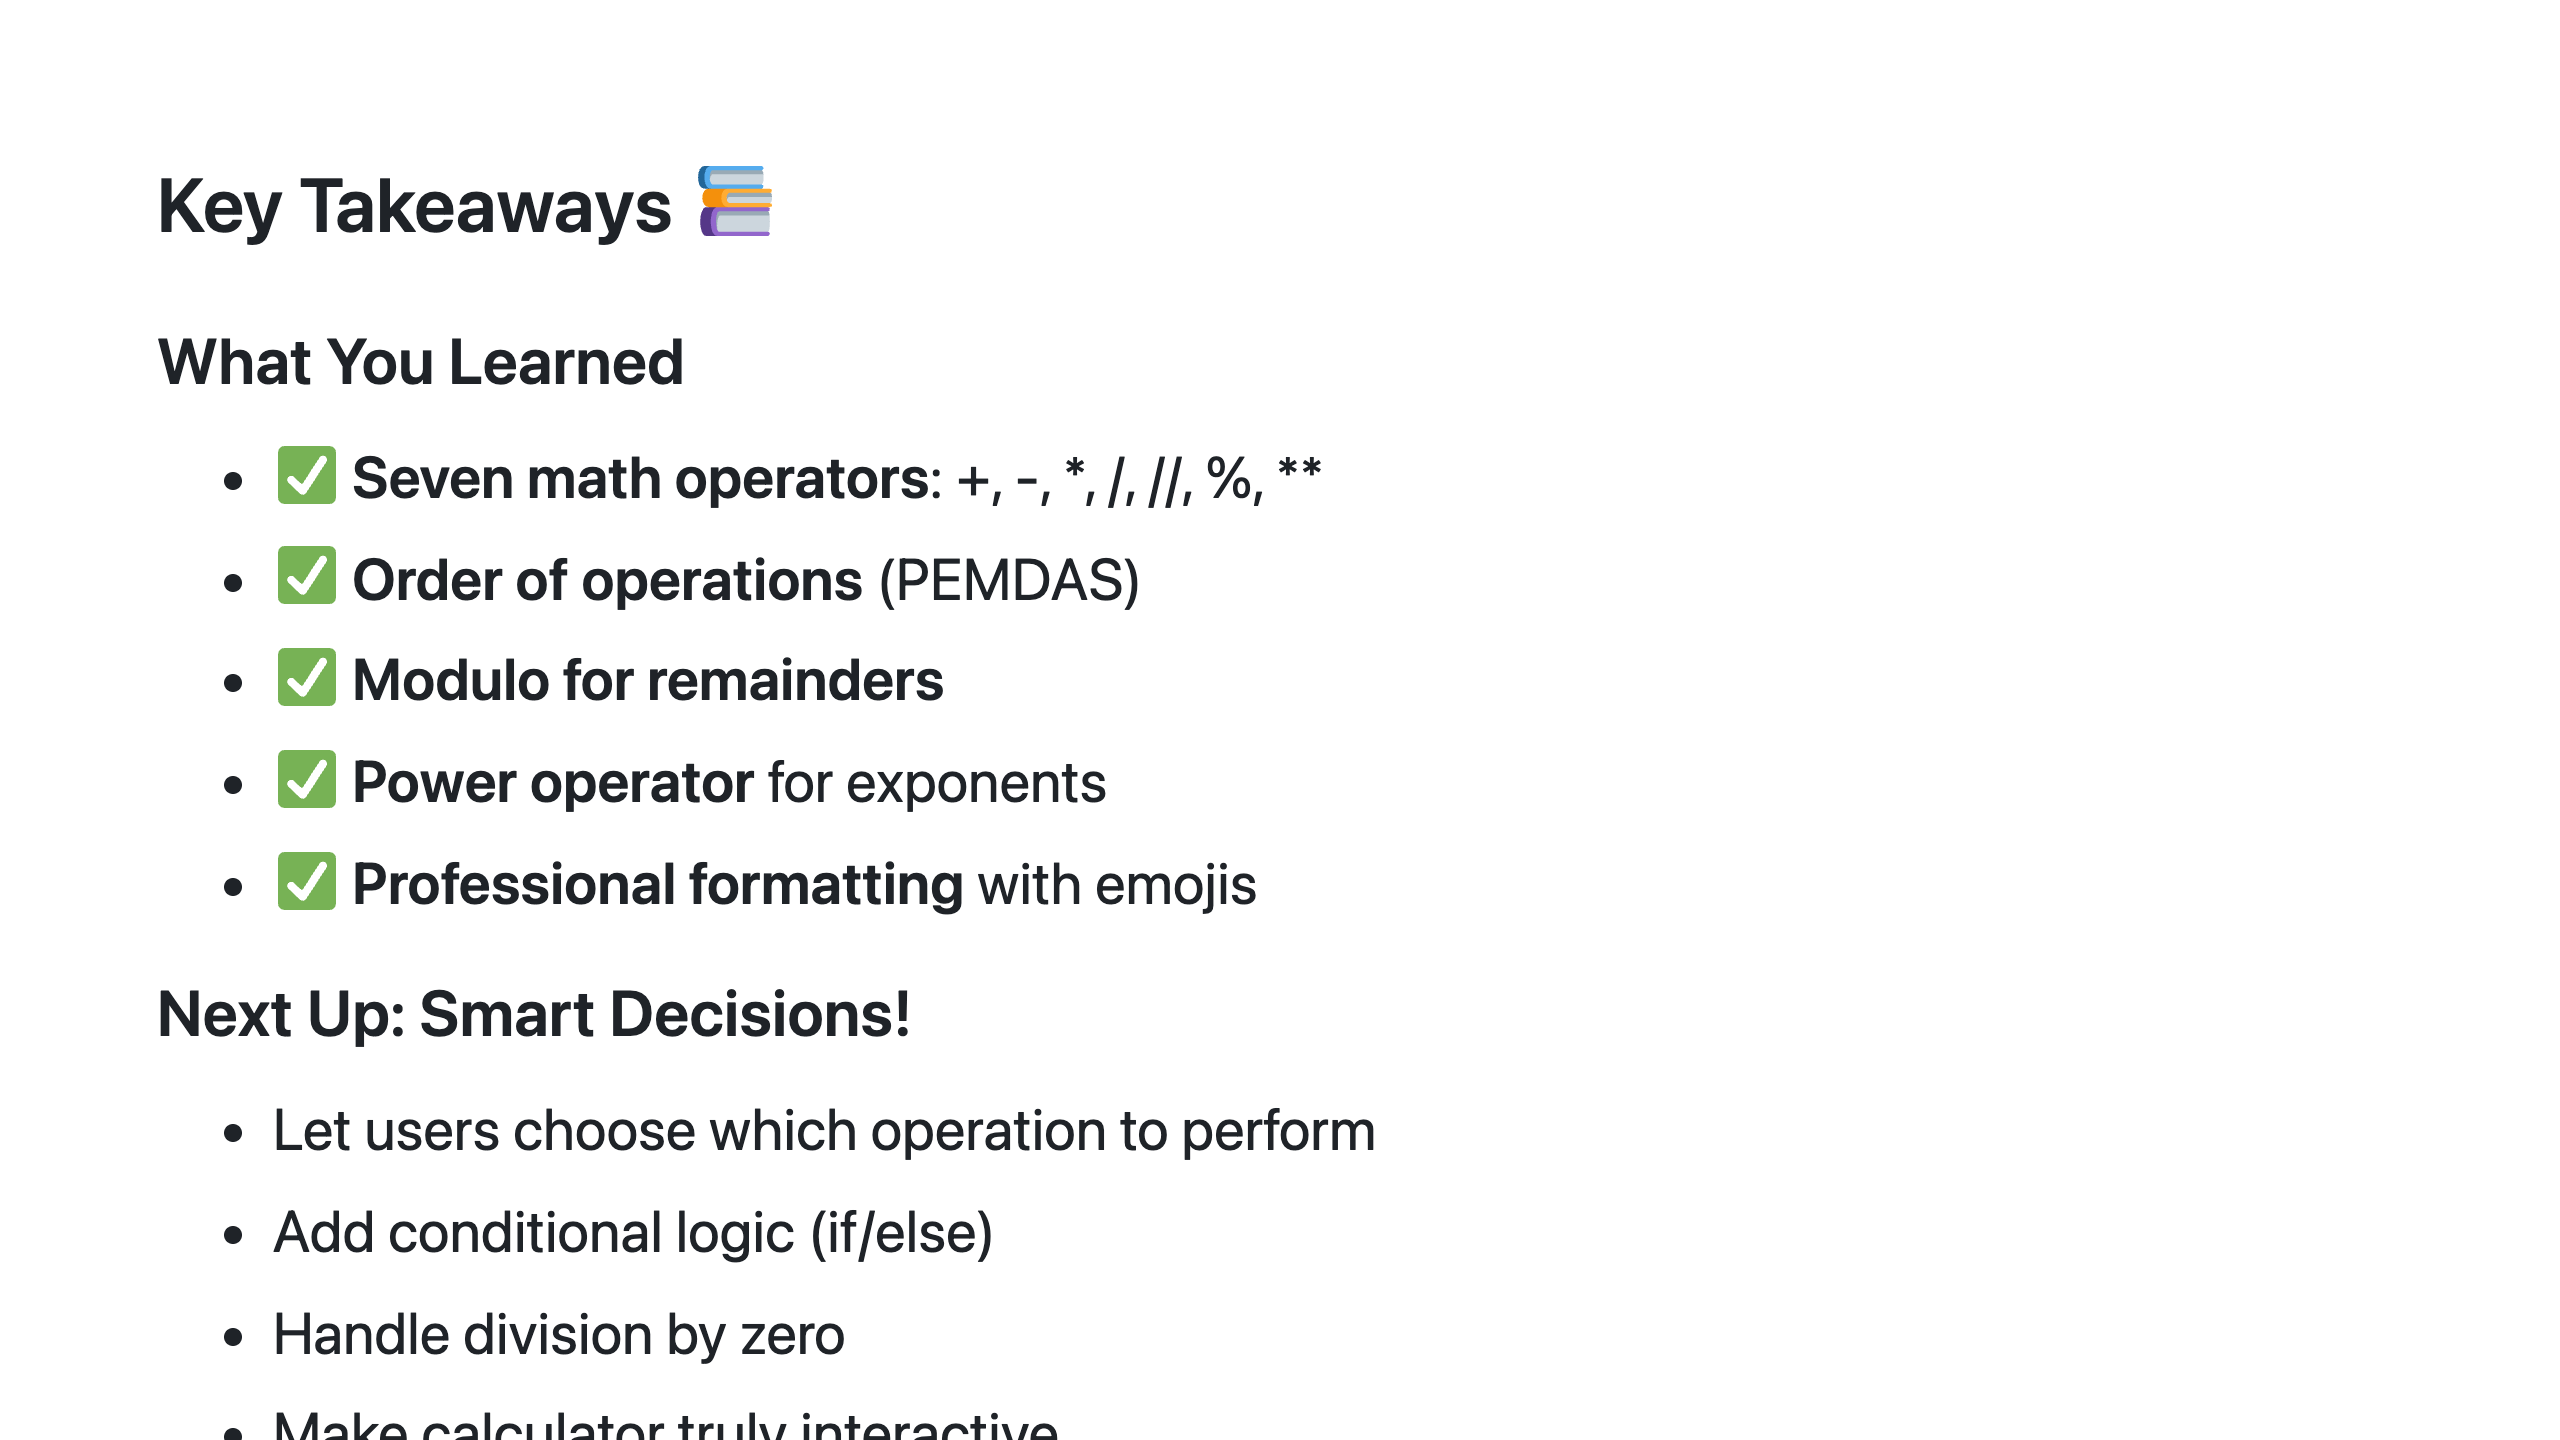 Key Takeaways 📚
What You Learned
• ✅ Seven math operators: +, -, *, /, //, %, **
• ✅ Order of operations (PEMDAS)
• ✅ Modulo for remainders
• ✅ Power operator for exponents
• ✅ Professional formatting with emojis
Next Up: Smart Decisions!
• Let users choose which operation to perform
• Add conditional logic (if/else)
• Handle division by zero
• Make calculator truly interactive